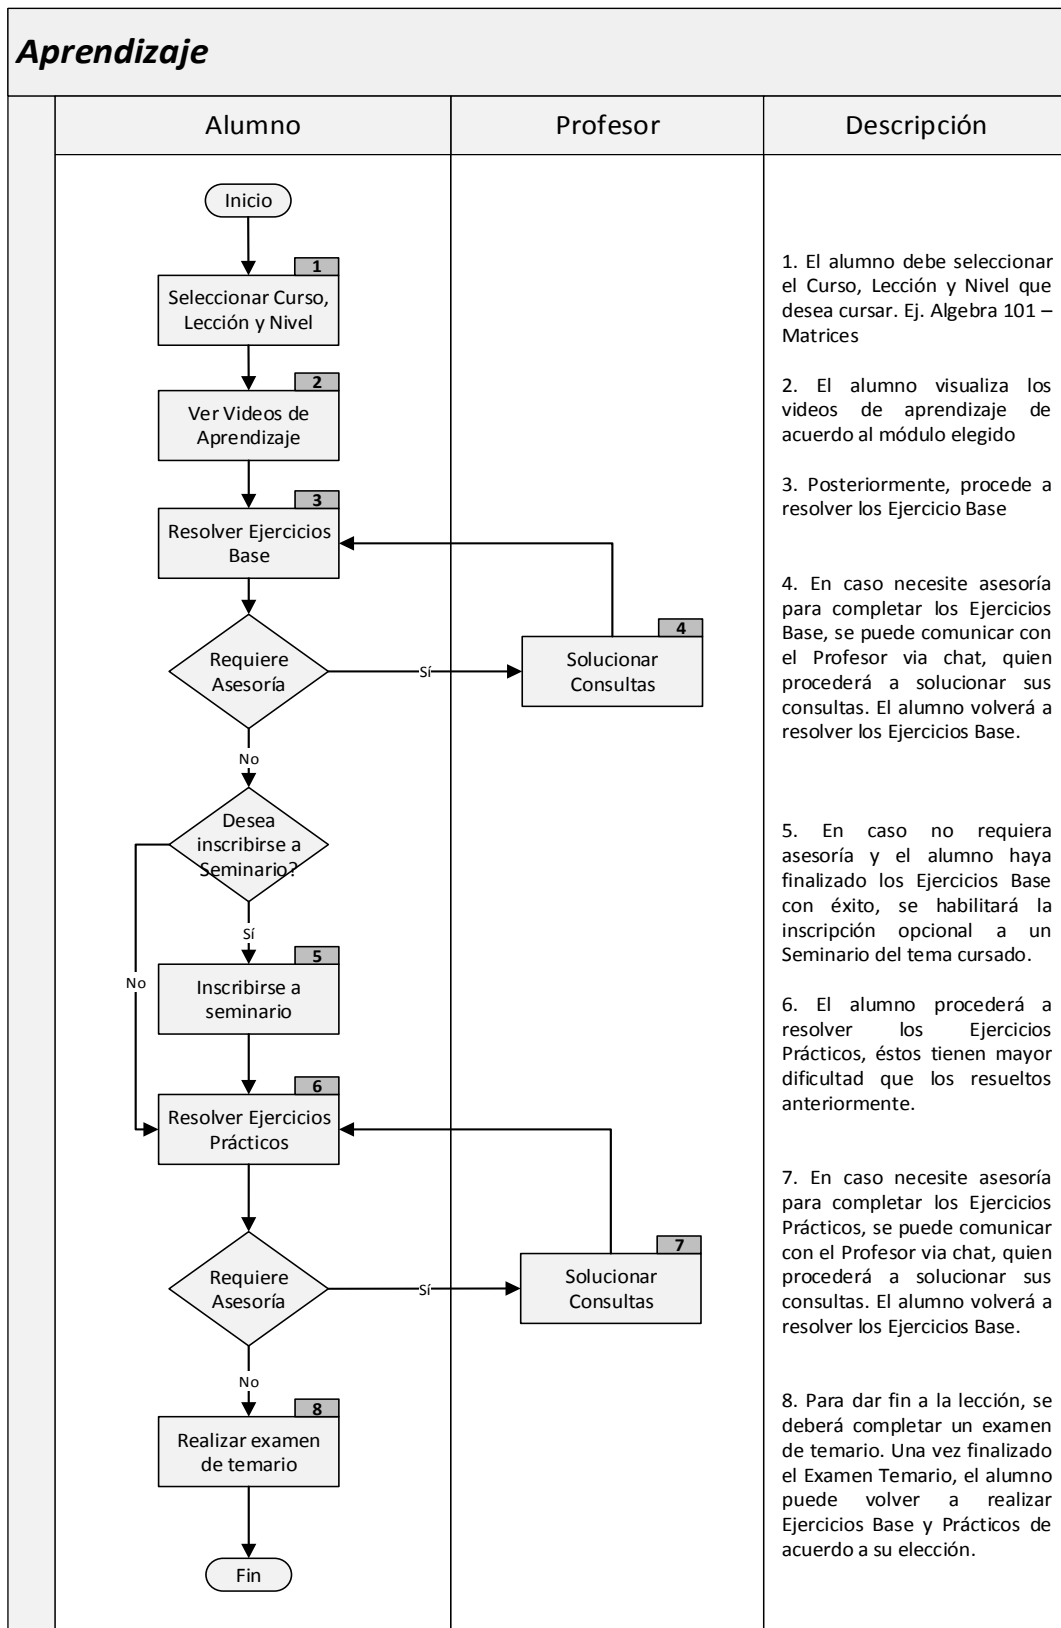 Aprendizaje
Alumno
Profesor
Descripción
Inicio
1
Seleccionar Curso,
Lección y Nivel
2
Ver Videos de
Aprendizaje
3
Resolver Ejercicios
Base
Requiere
Asesoría
Sí
4
Solucionar
Consultas
No
Desea
inscribirse a
Seminario?
Sí
No
5
Inscribirse a
seminario
6
Resolver Ejercicios
Prácticos
Requiere
Asesoría
Sí
7
Solucionar
Consultas
No
8
Realizar examen
de temario
Fin
1. El alumno debe seleccionar
el Curso, Lección y Nivel que
desea cursar. Ej. Algebra 101 –
Matrices
2. El alumno visualiza los
videos de aprendizaje de
acuerdo al módulo elegido
3. Posteriormente, procede a
resolver los Ejercicio Base
4. En caso necesite asesoría
para completar los Ejercicios
Base, se puede comunicar con
el Profesor via chat, quien
procederá a solucionar sus
consultas. El alumno volverá a
resolver los Ejercicios Base.
5. En caso no requiera
asesoría y el alumno haya
finalizado los Ejercicios Base
con éxito, se habilitará la
inscripción opcional a un
Seminario del tema cursado.
6. El alumno procederá a
resolver los Ejercicios
Prácticos, éstos tienen mayor
dificultad que los resueltos
anteriormente.
7. En caso necesite asesoría
para completar los Ejercicios
Prácticos, se puede comunicar
con el Profesor via chat, quien
procederá a solucionar sus
consultas. El alumno volverá a
resolver los Ejercicios Base.
8. Para dar fin a la lección, se
deberá completar un examen
de temario. Una vez finalizado
el Examen Temario, el alumno
puede volver a realizar
Ejercicios Base y Prácticos de
acuerdo a su elección.